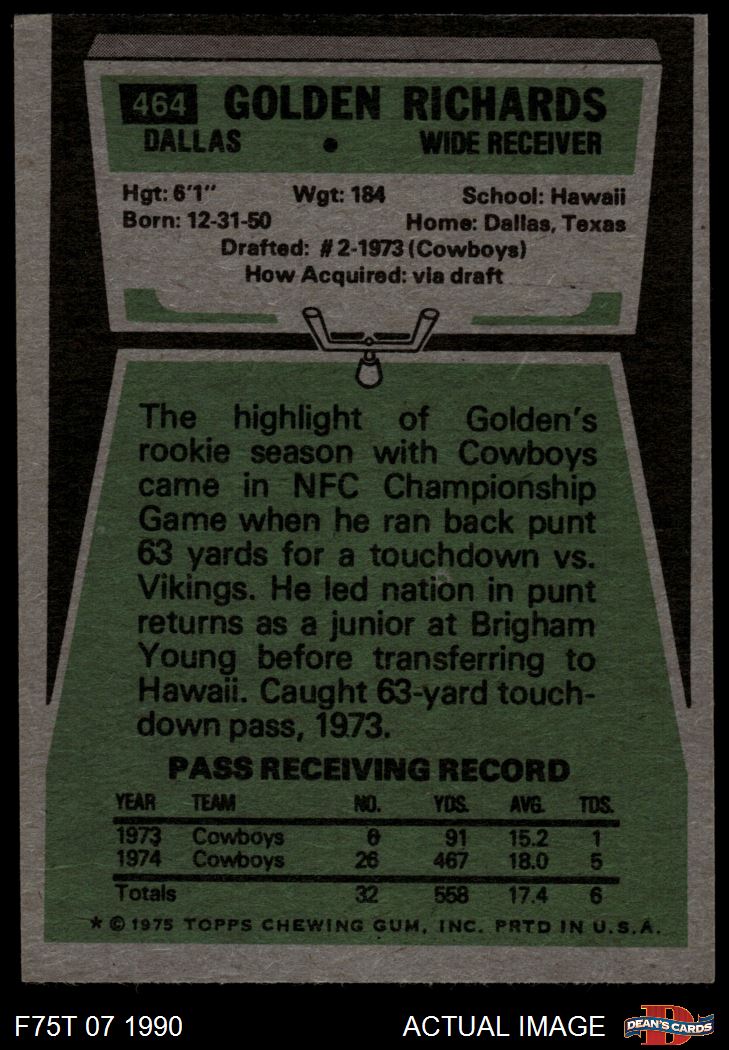 464 GOLDEN RICHARDS
DALLAS • WIDE RECEIVER
Hgt: 6'1" Wgt: 184 School: Hawaii
Born: 12-31-50 Home: Dallas, Texas
Drafted: #2-1973 (Cowboys)
How Acquired: via draft
The highlight of Golden's
rookie season with Cowboys
came in NFC Championship
Game when he ran back punt
63 yards for a touchdown vs.
Vikings. He led nation in punt
returns as a junior at Brigham
Young before transferring to
Hawaii. Caught 63-yard touch-
down pass, 1973.
PASS RECEIVING RECORD
YEAR TEAM NO. YDS. AVG. TDS.
1973 Cowboys 6 91 15.2 1
1974 Cowboys 26 467 18.0 5
Totals 32 558 17.4 6
* © 1975 TOPPS CHEWING GUM, INC. PRTD IN U.S.A.
F75T 07 1990 ACTUAL IMAGE DEAN'S CARDS